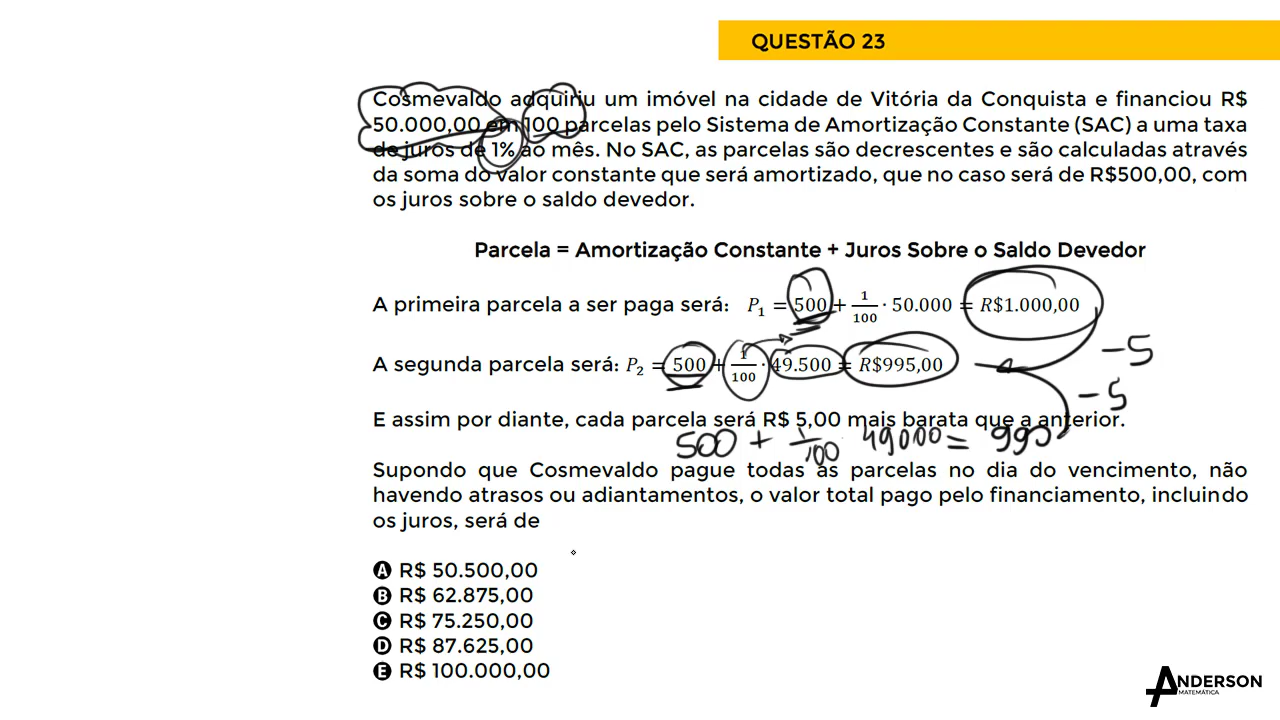 QUESTÃO 23
Cosmevaldo adquiriu um imóvel na cidade de Vitória da Conquista e financiou R$
50.000,00 em 100 parcelas pelo Sistema de Amortização Constante (SAC) a uma taxa
de juros de 1% ao mês. No SAC, as parcelas são decrescentes e são calculadas através
da soma do valor constante que será amortizado, que no caso será de R$500,00, com
os juros sobre o saldo devedor.
Parcela = Amortização Constante + Juros Sobre o Saldo Devedor
A primeira parcela a ser paga será: P₁ = 500 + 1/100 · 50.000 = R$1.000,00
A segunda parcela será: P₂ = 500 + 1/100 · 49.500 = R$995,00
-5
-5
E assim por diante, cada parcela será R$ 5,00 mais barata que a anterior.
500 + 1/100 · 49000 = 990
Supondo que Cosmevaldo pague todas as parcelas no dia do vencimento, não
havendo atrasos ou adiantamentos, o valor total pago pelo financiamento, incluindo
os juros, será de
A R$ 50.500,00
B R$ 62.875,00
C R$ 75.250,00
D R$ 87.625,00
E R$ 100.000,00
ANDERSON
MATEMÁTICA